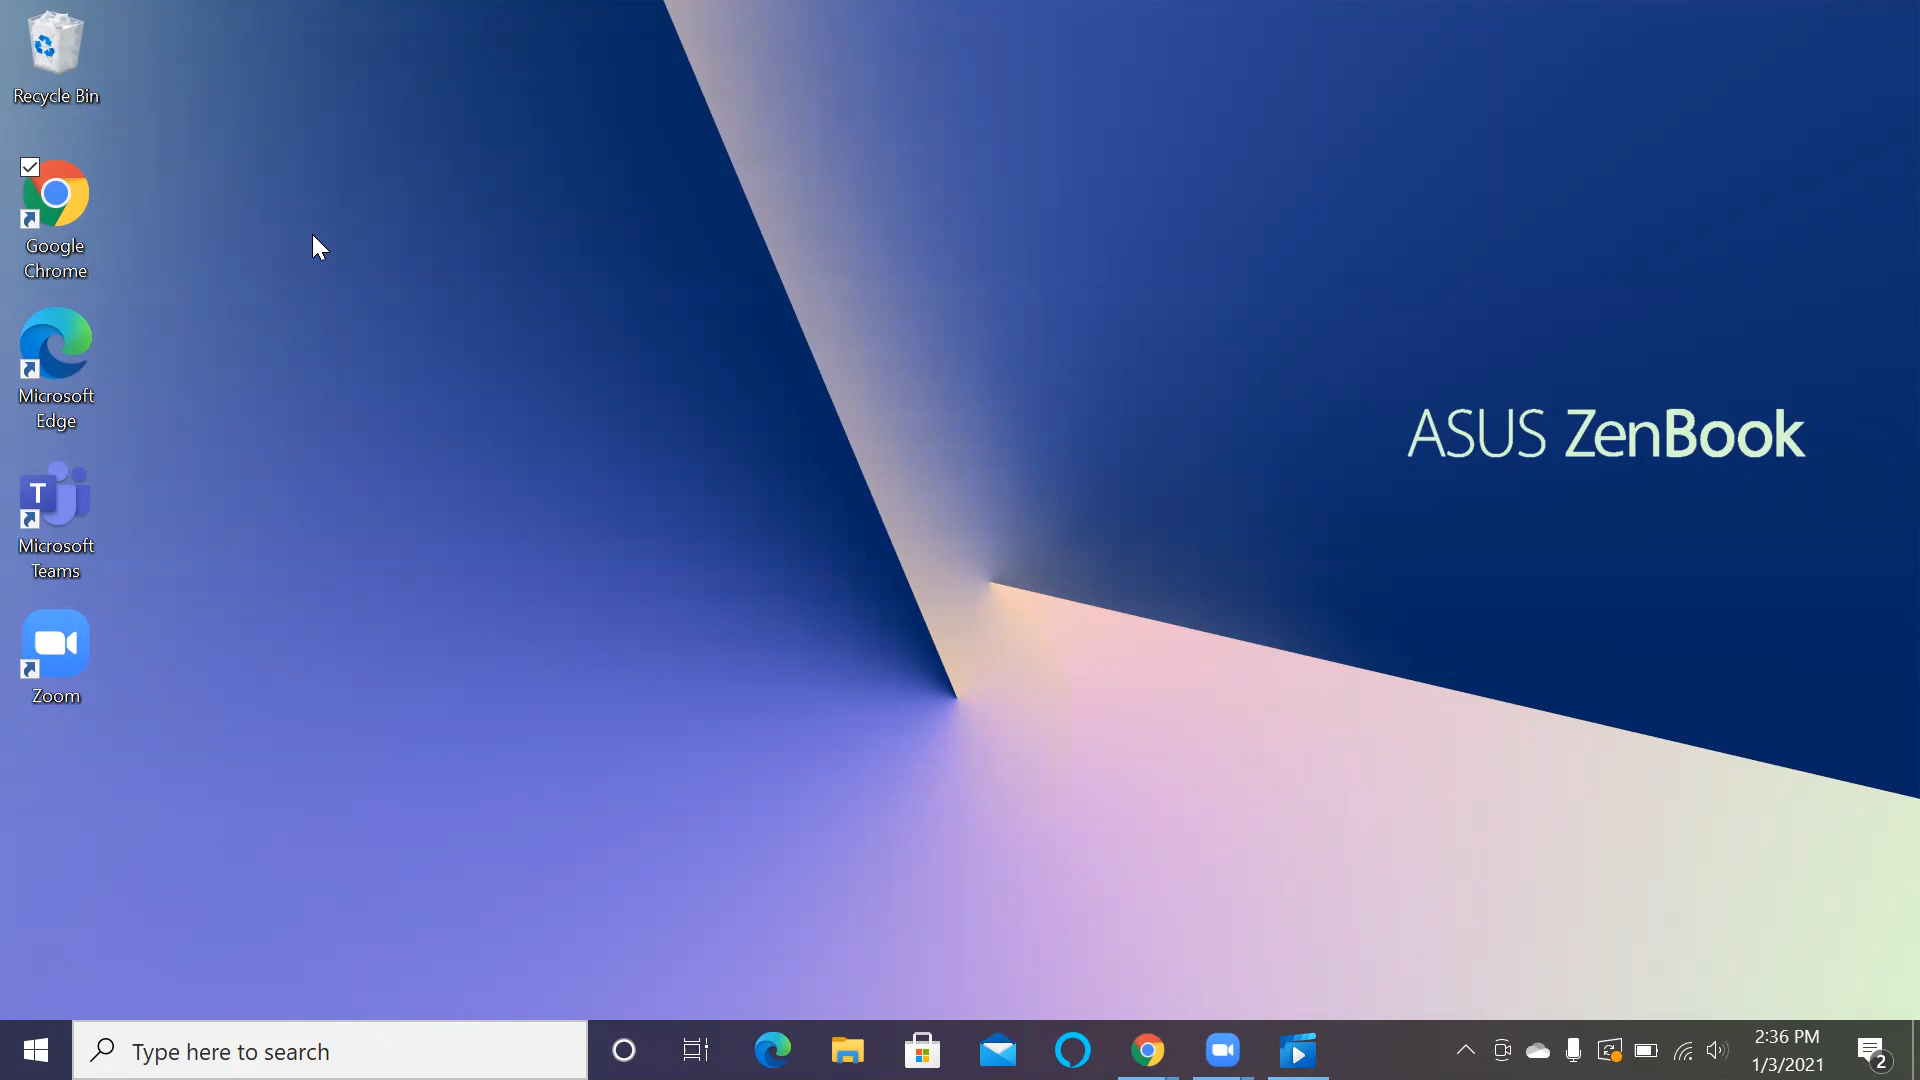 Recycle Bin
Google
Chrome
Microsoft
Edge
T
Microsoft
Teams
Zoom
ASUS ZenBook
Type here to search
2:36 PM
1/3/2021
2